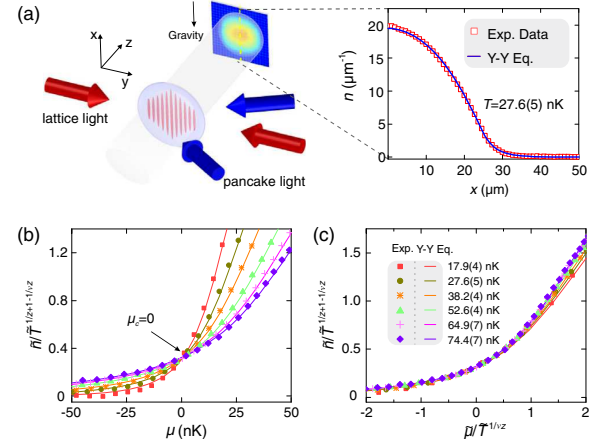 (a)
Gravity
x
z
y
lattice light
pancake light
n (μm⁻¹)
20
15
10
5
0
Exp. Data
Y-Y Eq.
T=27.6(5) nK
0 10 20 30 40 50
x (μm)
(b)
ñ/T̃^{1/z+1-1/νz}
1.2
0.8
0.4
0
μc=0
-50 -25 0 25 50
μ (nK)
(c)
ñ/T̃^{1/z+1-1/νz}
1.5
1.0
0.5
0.0
Exp. Y-Y Eq.
17.9(4) nK
27.6(5) nK
38.2(4) nK
52.6(4) nK
64.9(7) nK
74.4(7) nK
-2 -1 0 1 2
μ̃/T̃^{1/νz}